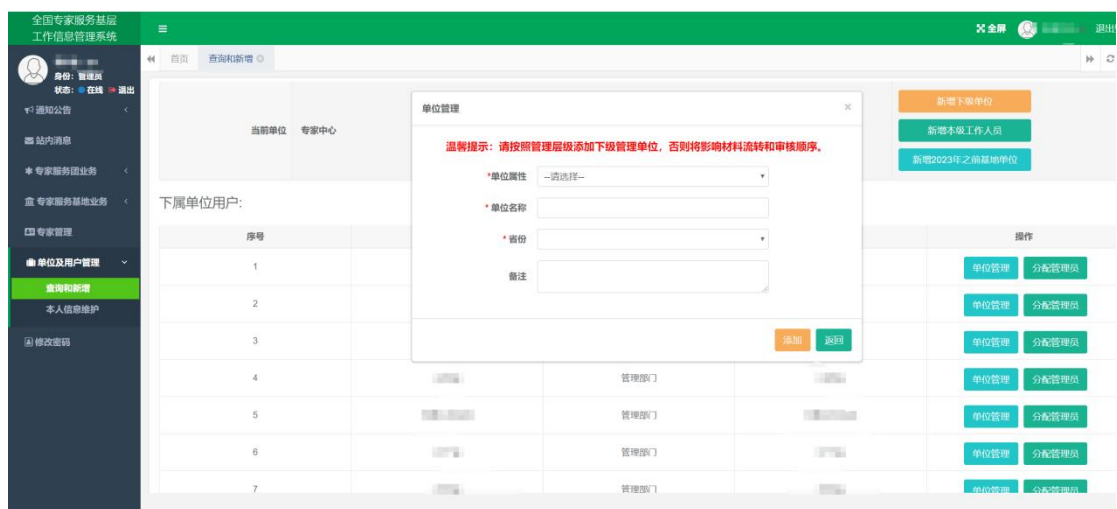 全国专家服务基层
工作信息管理系统
全屏
退出
身份: 管理员
状态: 在线 退出
首页 查询和新增
通知公告
站内消息
专家服务团业务
专家服务基地业务
专家管理
单位及用户管理
查询和新增
本人信息维护
修改密码
当前单位 专家中心
新增下级单位
新增本级工作人员
新增2023年之前基地单位
单位管理 ×
温馨提示：请按照管理层级添加下级管理单位，否则将影响材料流转和审核顺序。
*单位属性 --请选择--
* 单位名称
* 省份
备注
添加 返回
下属单位用户:
序号 操作
1 单位管理 分配管理员
2 单位管理 分配管理员
3 单位管理 分配管理员
4 管理部门 单位管理 分配管理员
5 管理部门 单位管理 分配管理员
6 管理部门 单位管理 分配管理员
7 管理部门 单位管理 分配管理员